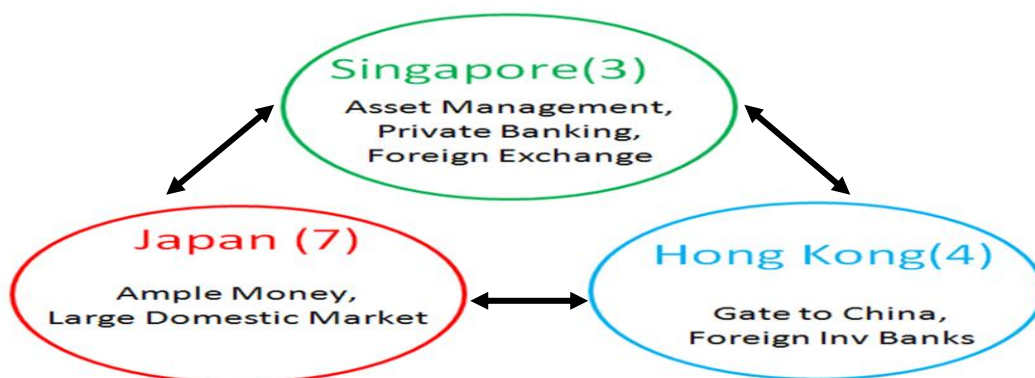 Singapore(3)
Asset Management,
Private Banking,
Foreign Exchange
Japan (7)
Ample Money,
Large Domestic Market
Hong Kong(4)
Gate to China,
Foreign Inv Banks